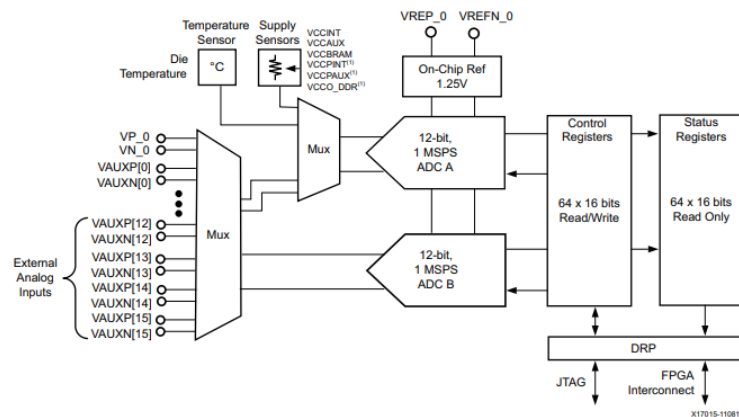 VREP_0 VREFN_0
Temperature
Sensor
Supply
Sensors
VCCINT
VCCAUX
VCCBRAM
VCCPINT(1)
VCCPAUX(1)
VCCO_DDR(1)
Die
Temperature
°C
On-Chip Ref
1.25V
Control
Registers
Status
Registers
VP_0
VN_0
VAUXP[0]
VAUXN[0]
Mux
12-bit,
1 MSPS
ADC A
64 x 16 bits
Read/Write
64 x 16 bits
Read Only
VAUXP[12]
VAUXN[12]
Mux
External
Analog
Inputs
VAUXP[13]
VAUXN[13]
VAUXP[14]
VAUXN[14]
VAUXP[15]
VAUXN[15]
12-bit,
1 MSPS
ADC B
DRP
JTAG
FPGA
Interconnect
X17015-11081